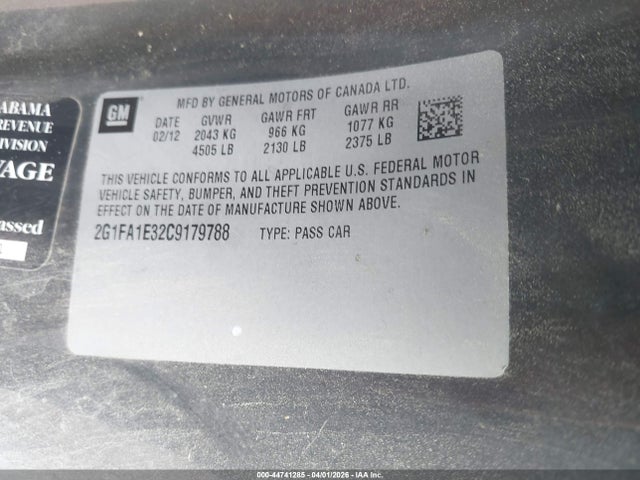 ABAMA
REVENUE
DIVISION
VAGE
assed
GM
MFD BY GENERAL MOTORS OF CANADA LTD.
DATE GVWR GAWR FRT GAWR RR
02/12 2043 KG 966 KG 1077 KG
4505 LB 2130 LB 2375 LB
THIS VEHICLE CONFORMS TO ALL APPLICABLE U.S. FEDERAL MOTOR
VEHICLE SAFETY, BUMPER, AND THEFT PREVENTION STANDARDS IN
EFFECT ON THE DATE OF MANUFACTURE SHOWN ABOVE.
2G1FA1E32C9179788 TYPE: PASS CAR
000-44741285 - 04/01/2026 - IAA Inc.